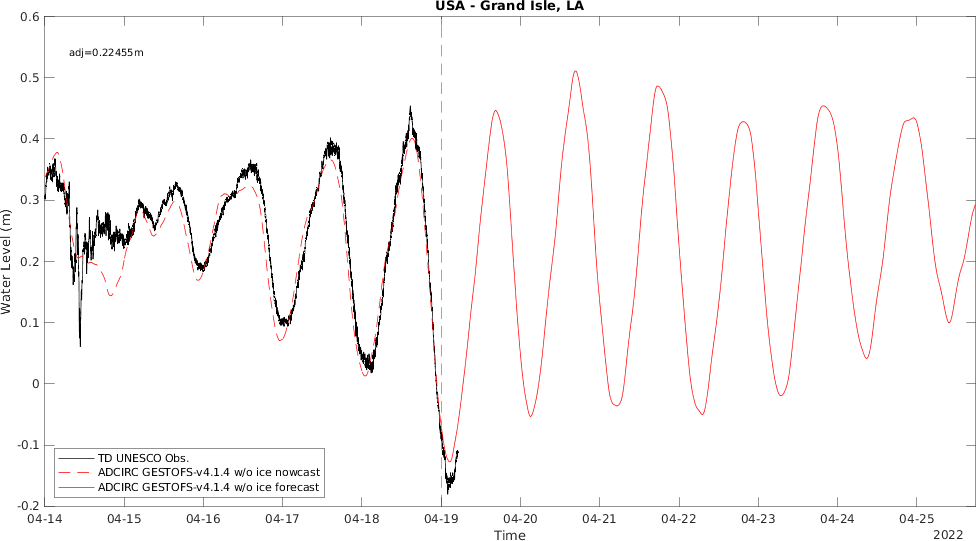 USA - Grand Isle, LA
adj=0.22455m
0.6
0.5
0.4
0.3
0.2
0.1
0
-0.1
-0.2
Water Level (m)
TD UNESCO Obs.
ADCIRC GESTOFS-v4.1.4 w/o ice nowcast
ADCIRC GESTOFS-v4.1.4 w/o ice forecast
04-14 04-15 04-16 04-17 04-18 04-19 04-20 04-21 04-22 04-23 04-24 04-25
Time
2022